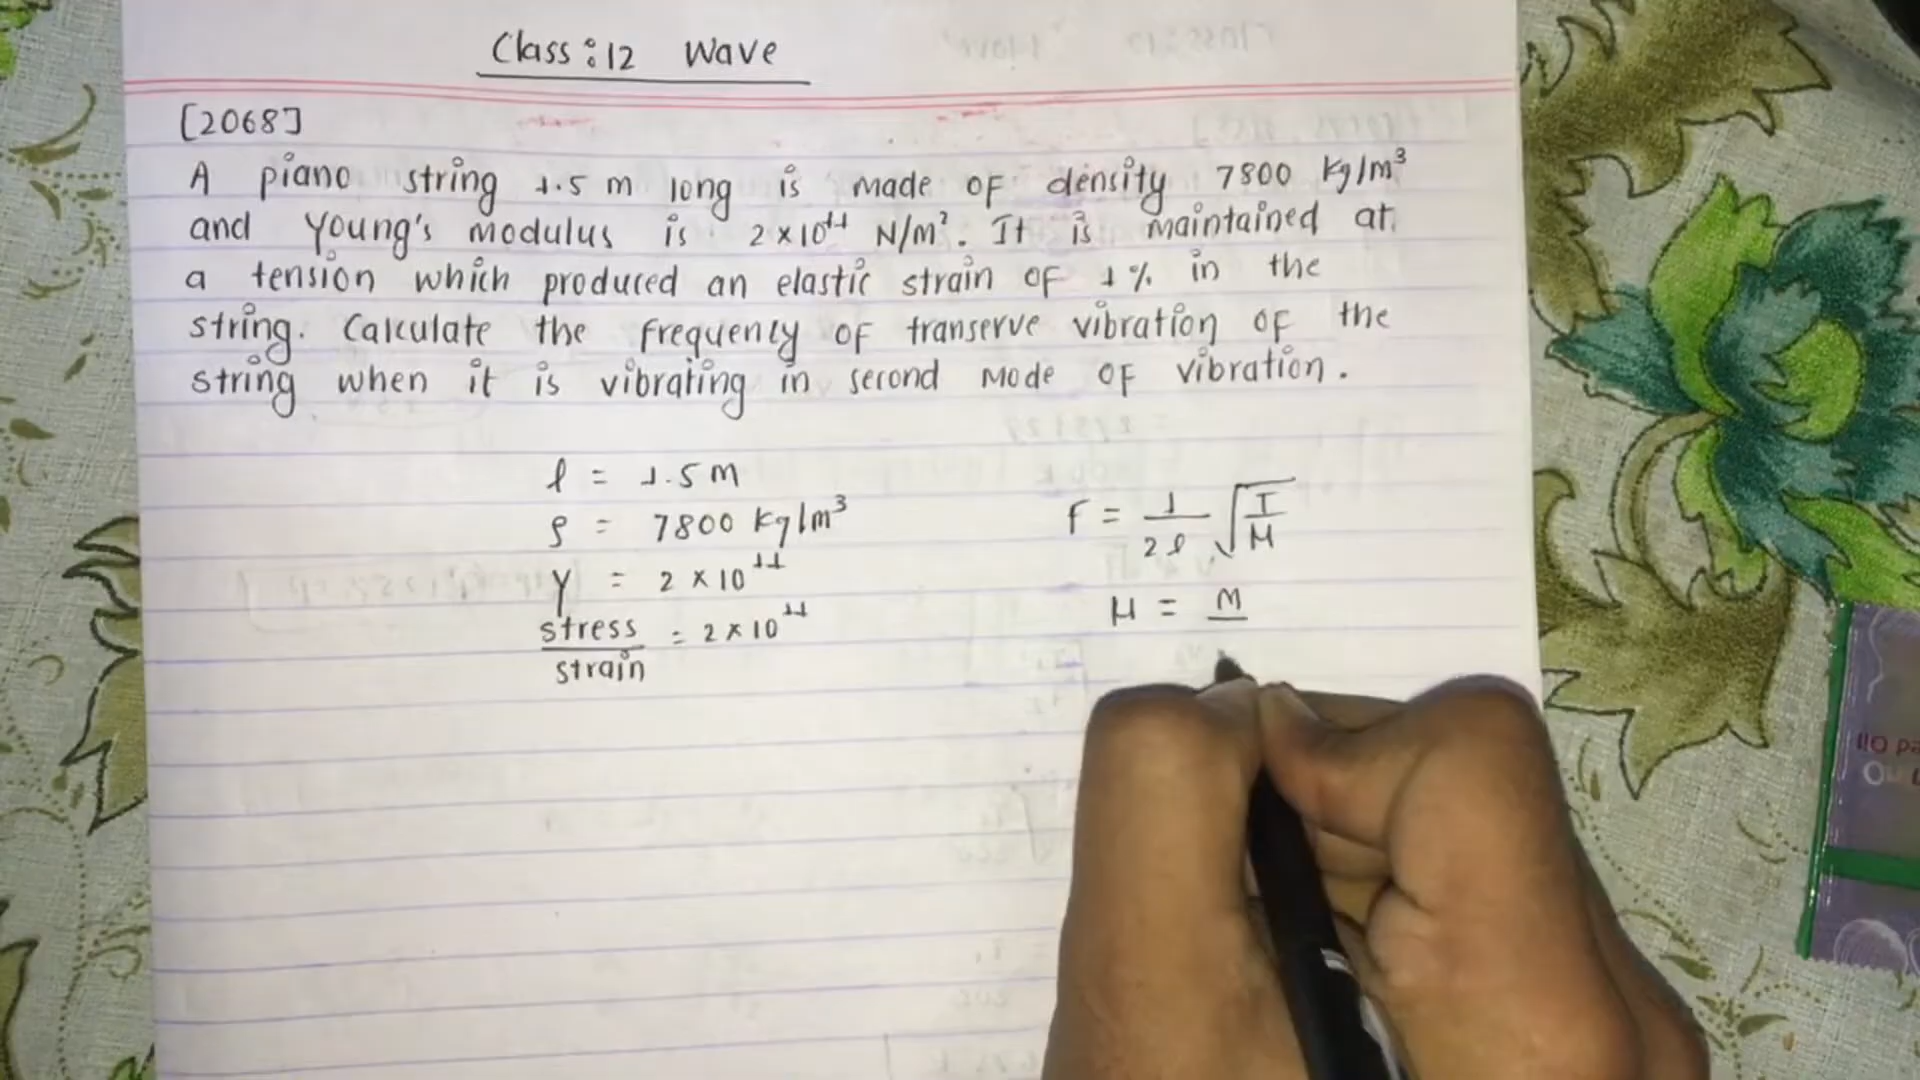 Class:12 Wave
[2068]
A piano string 1.5 m long is made of density 7800 kg/m³
and Young's modulus is 2×10¹¹ N/m². It is maintained at
a tension which produced an elastic strain of 1% in the
string. Calculate the frequency of transerve vibration of the
string when it is vibrating in second mode of vibration.
l = 1.5 m
ρ = 7800 kg/m³
Y = 2 × 10¹¹
stress/strain = 2 × 10¹¹
f = 1/2l √T/μ
μ = m